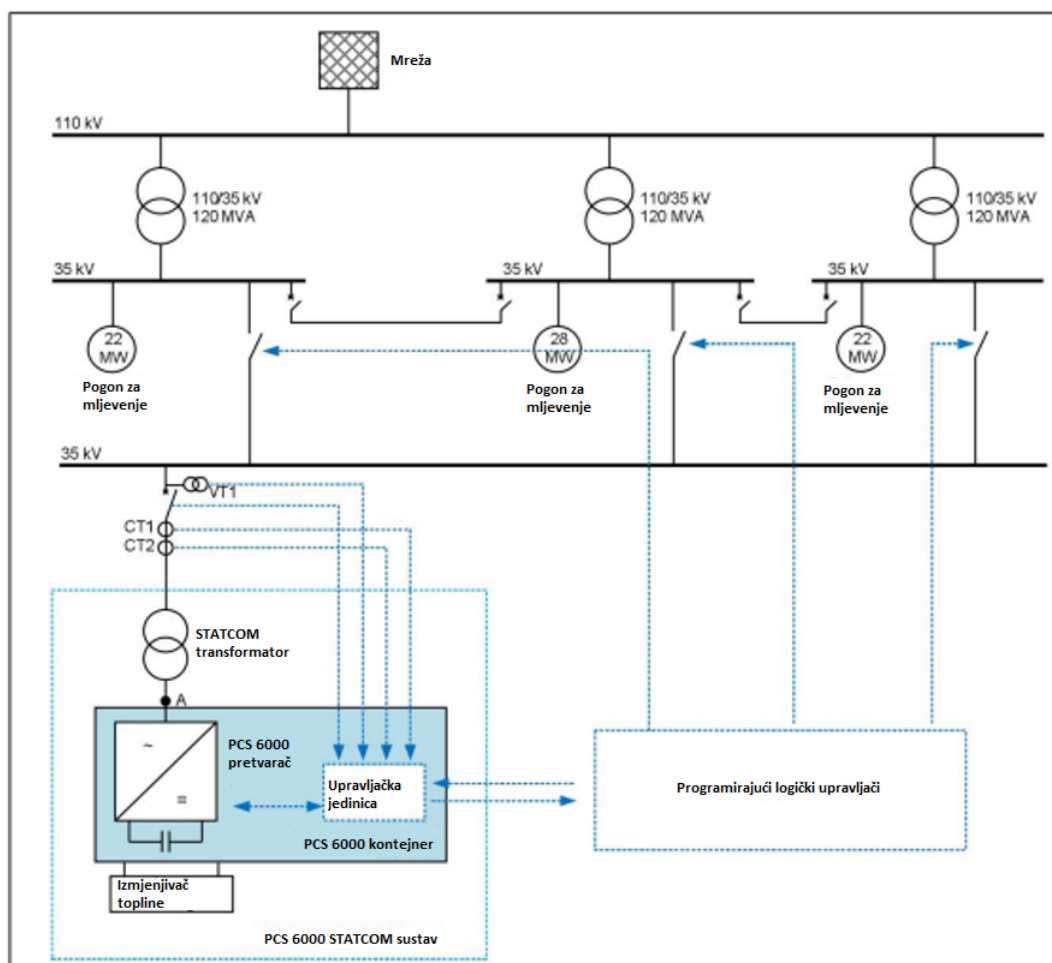 Mreža
110 kV
110/35 kV
120 MVA
110/35 kV
120 MVA
110/35 kV
120 MVA
35 kV
35 kV
35 kV
22
MW
28
MW
22
MW
Pogon za
mljevenje
Pogon za
mljevenje
Pogon za
mljevenje
35 kV
VT1
CT1
CT2
STATCOM
transformator
A
~
=
PCS 6000
pretvarač
Upravljačka
jedinica
Programirajući logički upravljači
PCS 6000 kontejner
Izmjenjivač
topline
PCS 6000 STATCOM sustav